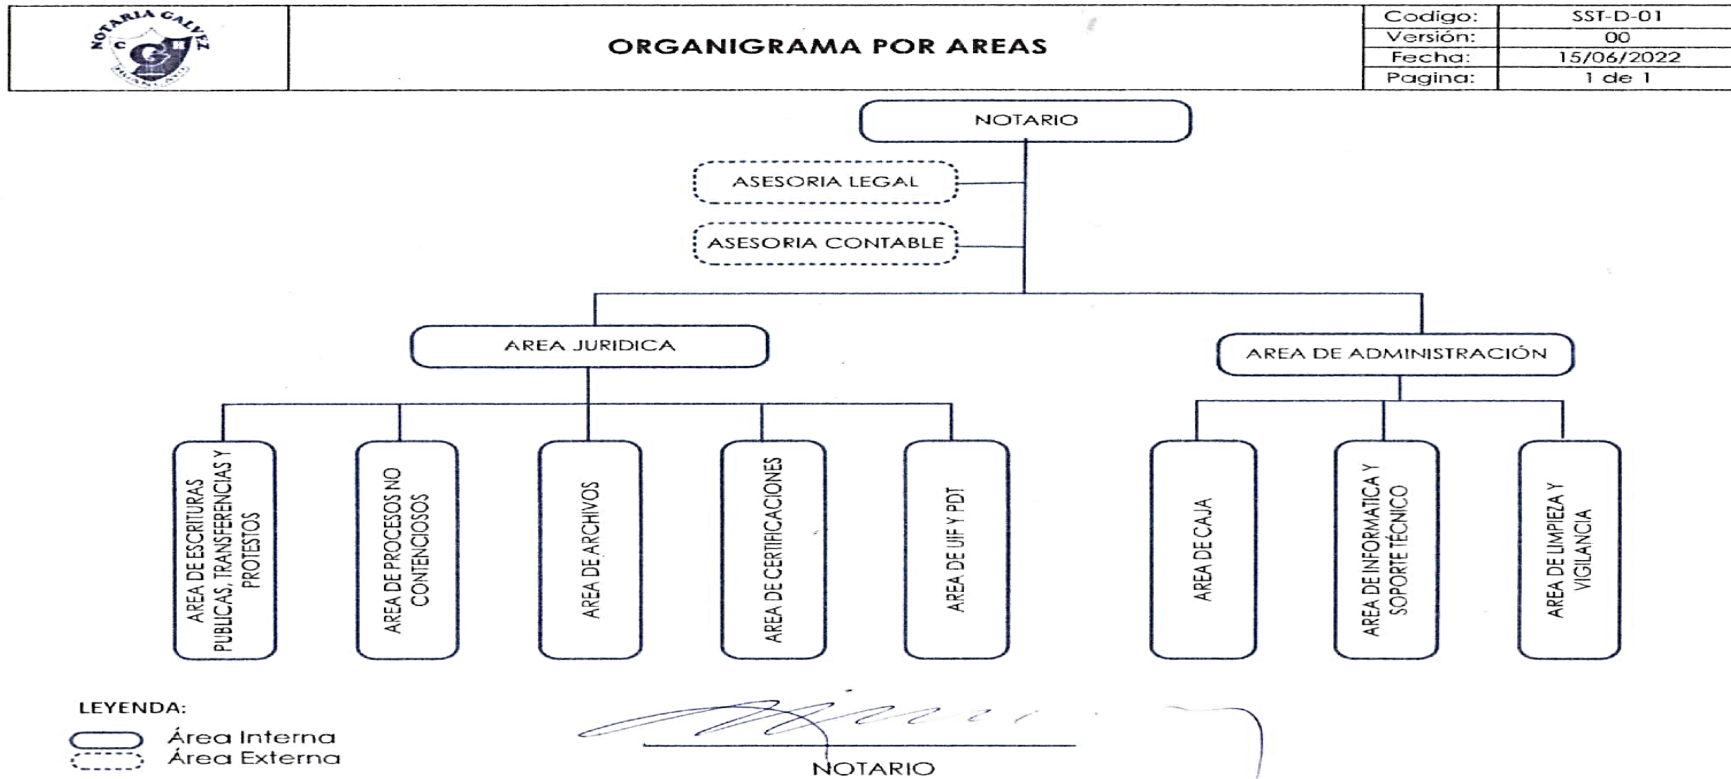 NOTARIA GALVEZ
C G H
HUANCAYO
ORGANIGRAMA POR AREAS
Codigo: SST-D-01
Versión: 00
Fecha: 15/06/2022
Pagina: 1 de 1
NOTARIO
ASESORIA LEGAL
ASESORIA CONTABLE
AREA JURIDICA
AREA DE ADMINISTRACIÓN
AREA DE ESCRITURAS
PUBLICAS, TRANSFERENCIAS Y
PROTESTOS
AREA DE PROCESOS NO
CONTENCIOSOS
AREA DE ARCHIVOS
AREA DE CERTIFICACIONES
AREA DE UIF Y PDT
AREA DE CAJA
AREA DE INFORMATICA Y
SOPORTE TÉCNICO
AREA DE LIMPIEZA Y
VIGILANCIA
LEYENDA:
Área Interna
Área Externa
NOTARIO